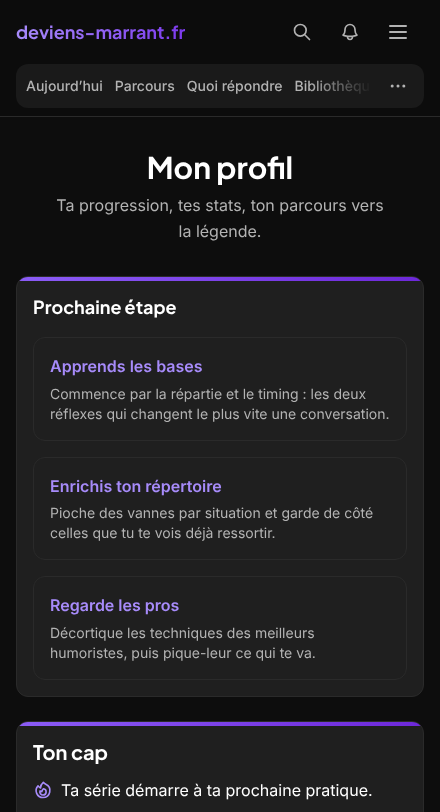 deviens-marrant.fr
Aujourd’hui Parcours Quoi répondre Bibliothèqu
Mon profil
Ta progression, tes stats, ton parcours vers
la légende.
Prochaine étape
Apprends les bases
Commence par la répartie et le timing : les deux
réflexes qui changent le plus vite une conversation.
Enrichis ton répertoire
Pioche des vannes par situation et garde de côté
celles que tu te vois déjà ressortir.
Regarde les pros
Décortique les techniques des meilleurs
humoristes, puis pique-leur ce qui te va.
Ton cap
Ta série démarre à ta prochaine pratique.